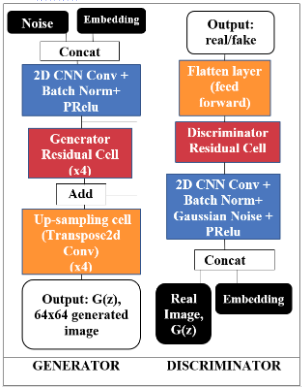 Noise
Embedding
Concat
2D CNN Conv +
Batch Norm+
PRelu
Generator
Residual Cell
(x4)
Add
Up-sampling cell
(Transpose2d
Conv)
(x4)
Output: G(z),
64x64 generated
image
GENERATOR
Output:
real/fake
Flatten layer
(feed
forward)
Discriminator
Residual Cell
2D CNN Conv +
Batch Norm+
Gaussian Noise +
PRelu
Concat
Real
Image,
G(z)
Embedding
DISCRIMINATOR